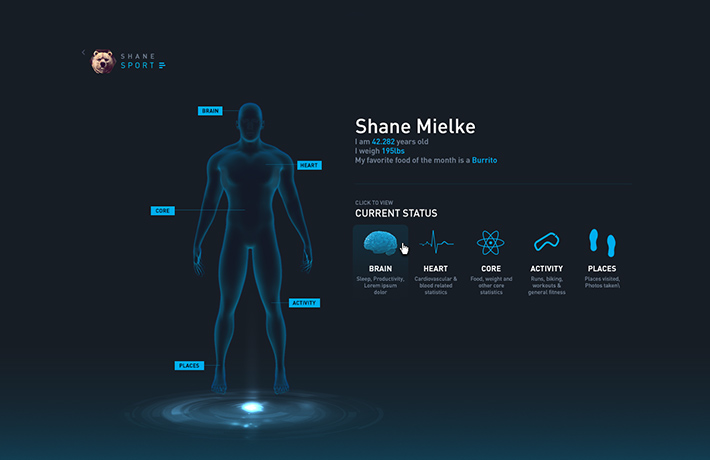 SHANE
SPORT
BRAIN
HEART
CORE
ACTIVITY
PLACES
Shane Mielke
I am 42.282 years old
I weigh 195lbs
My favorite food of the month is a Burrito
CLICK TO VIEW
CURRENT STATUS
BRAIN
Sleep, Productivity,
Lorem ipsum
dolor
HEART
Cardiovascular &
blood related
statistics
CORE
Food, weight and
other core
statistics
ACTIVITY
Runs, biking,
workouts &
general fitness
PLACES
Places visited,
Photos taken\